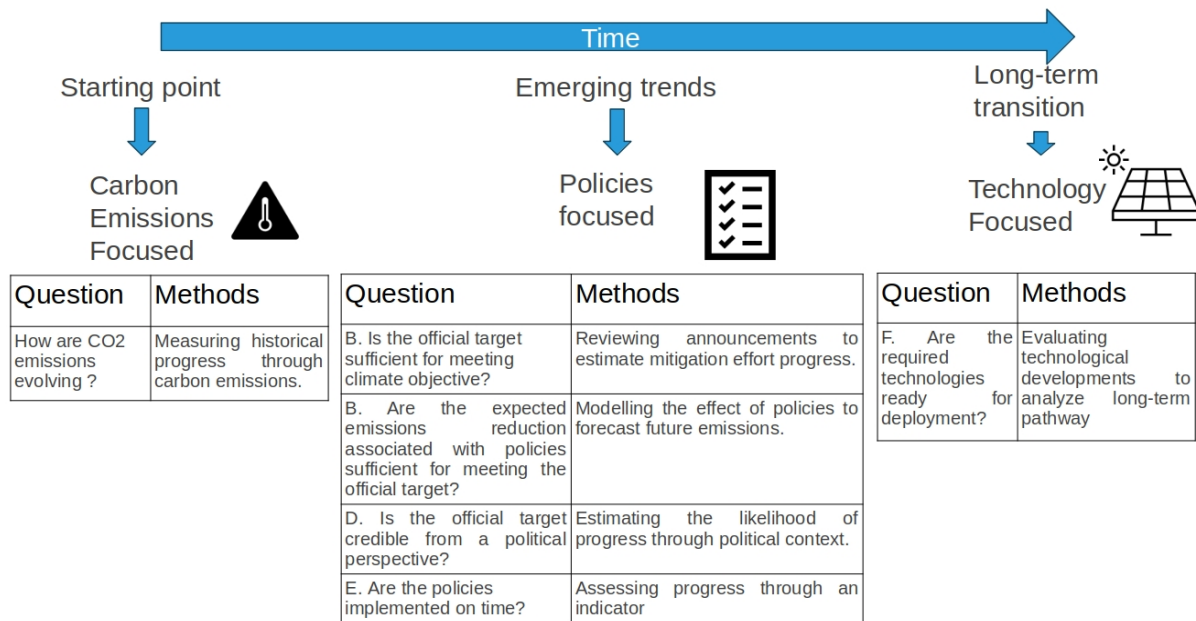 Time
Starting point
Emerging trends
Long-term
transition
Carbon
Emissions
Focused
Policies
focused
Technology
Focused
Question
Methods
How are CO2
emissions
evolving ?
Measuring historical
progress through
carbon emissions.
Question
Methods
B. Is the official target
sufficient for meeting
climate objective?
Reviewing announcements to
estimate mitigation effort progress.
B. Are the expected
emissions reduction
associated with policies
sufficient for meeting the
official target?
Modelling the effect of policies to
forecast future emissions.
D. Is the official target
credible from a political
perspective?
Estimating the likelihood of
progress through political context.
E. Are the policies
implemented on time?
Assessing progress through an
indicator
Question
Methods
F. Are the
required
technologies
ready for
deployment?
Evaluating
technological
developments to
analyze long-term
pathway